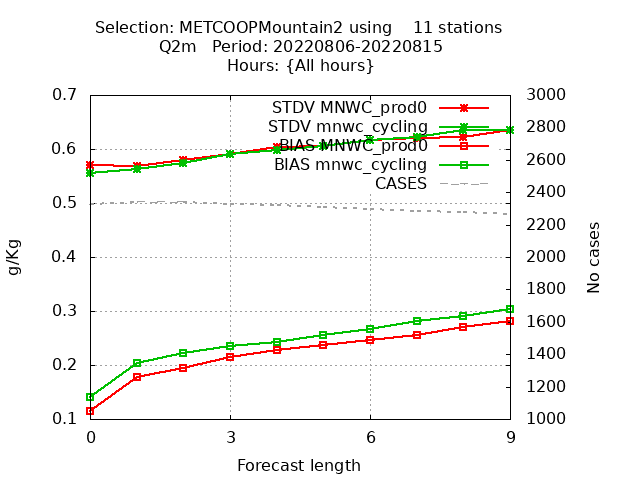 Selection: METCOOPMountain2 using    11 stations
Q2m   Period: 20220806-20220815
Hours: {All hours}
0.7
0.6
0.5
0.4
0.3
0.2
0.1
g/Kg
STDV MNWC_prod0
STDV mnwc_cycling
BIAS MNWC_prod0
BIAS mnwc_cycling
CASES
3000
2800
2600
2400
2200
2000
1800
1600
1400
1200
1000
No cases
0
3
6
9
Forecast length